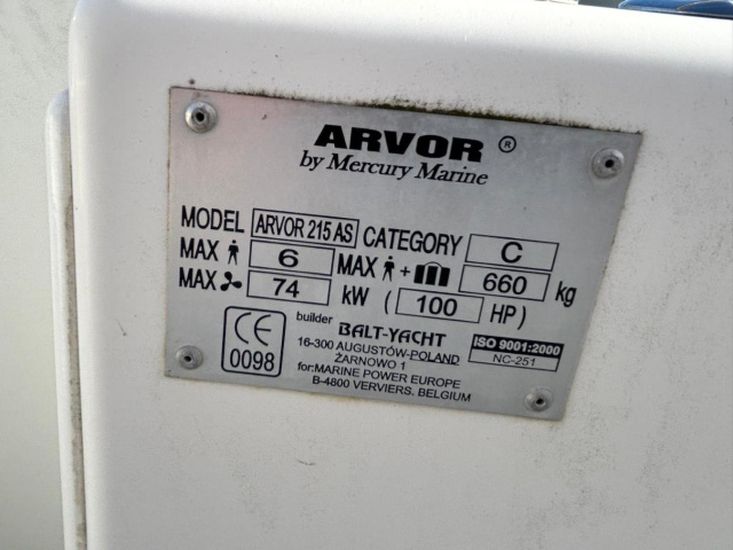 ARVOR ®
by Mercury Marine
MODEL ARVOR 215 AS CATEGORY C
MAX 6 MAX + 660 kg
MAX 74 kW ( 100 HP )
CE 0098
builder BALT-YACHT
16-300 AUGUSTÓW-POLAND
ŻARNOWO 1
for:MARINE POWER EUROPE
B-4800 VERVIERS, BELGIUM
ISO 9001:2000
NC-251